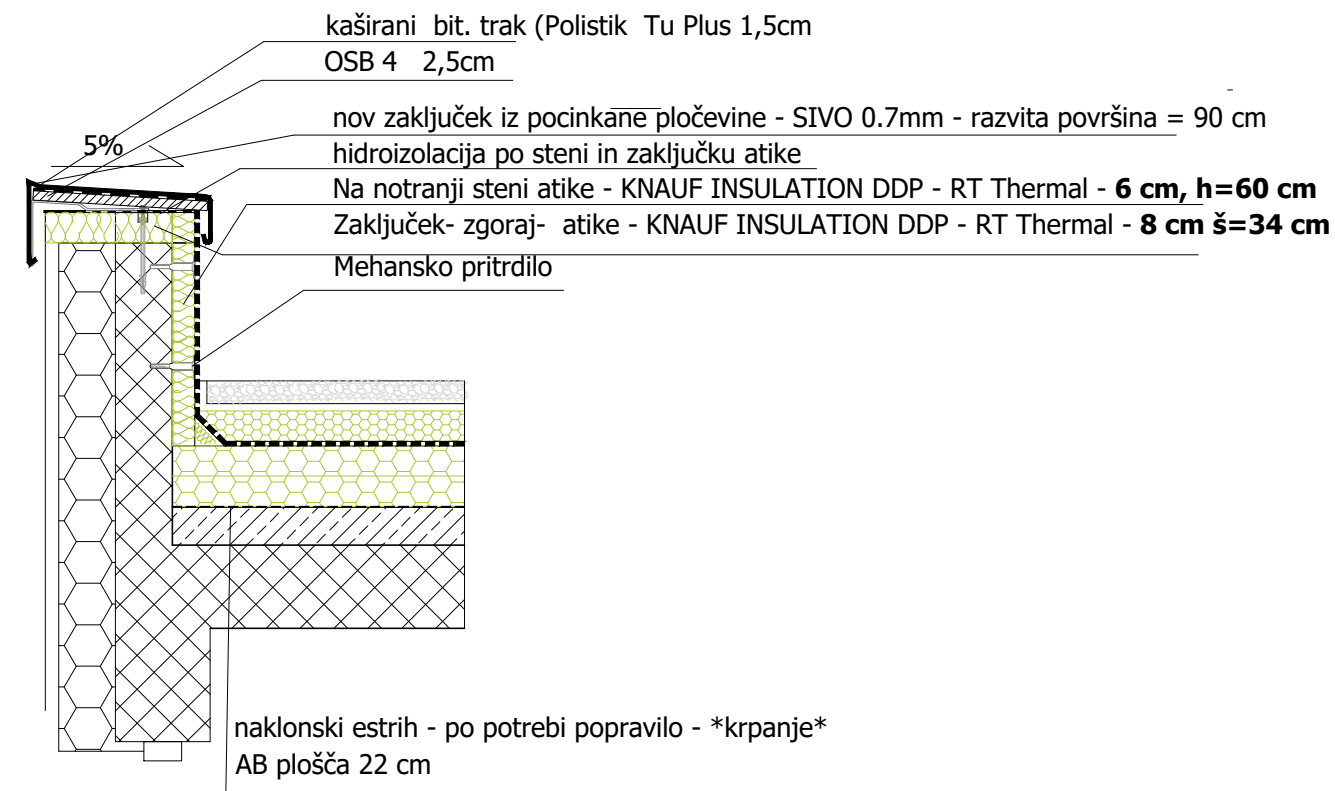 kaširani bit. trak (Polistik Tu Plus 1,5cm
OSB 4 2,5cm
nov zaključek iz pocinkane pločevine - SIVO 0.7mm - razvita površina = 90 cm
5%
hidroizolacija po steni in zaključku atike
Na notranji steni atike - KNAUF INSULATION DDP - RT Thermal - 6 cm, h=60 cm
Zaključek- zgoraj- atike - KNAUF INSULATION DDP - RT Thermal - 8 cm š=34 cm
Mehansko pritrdilo
naklonski estrih - po potrebi popravilo - *krpanje*
AB plošča 22 cm